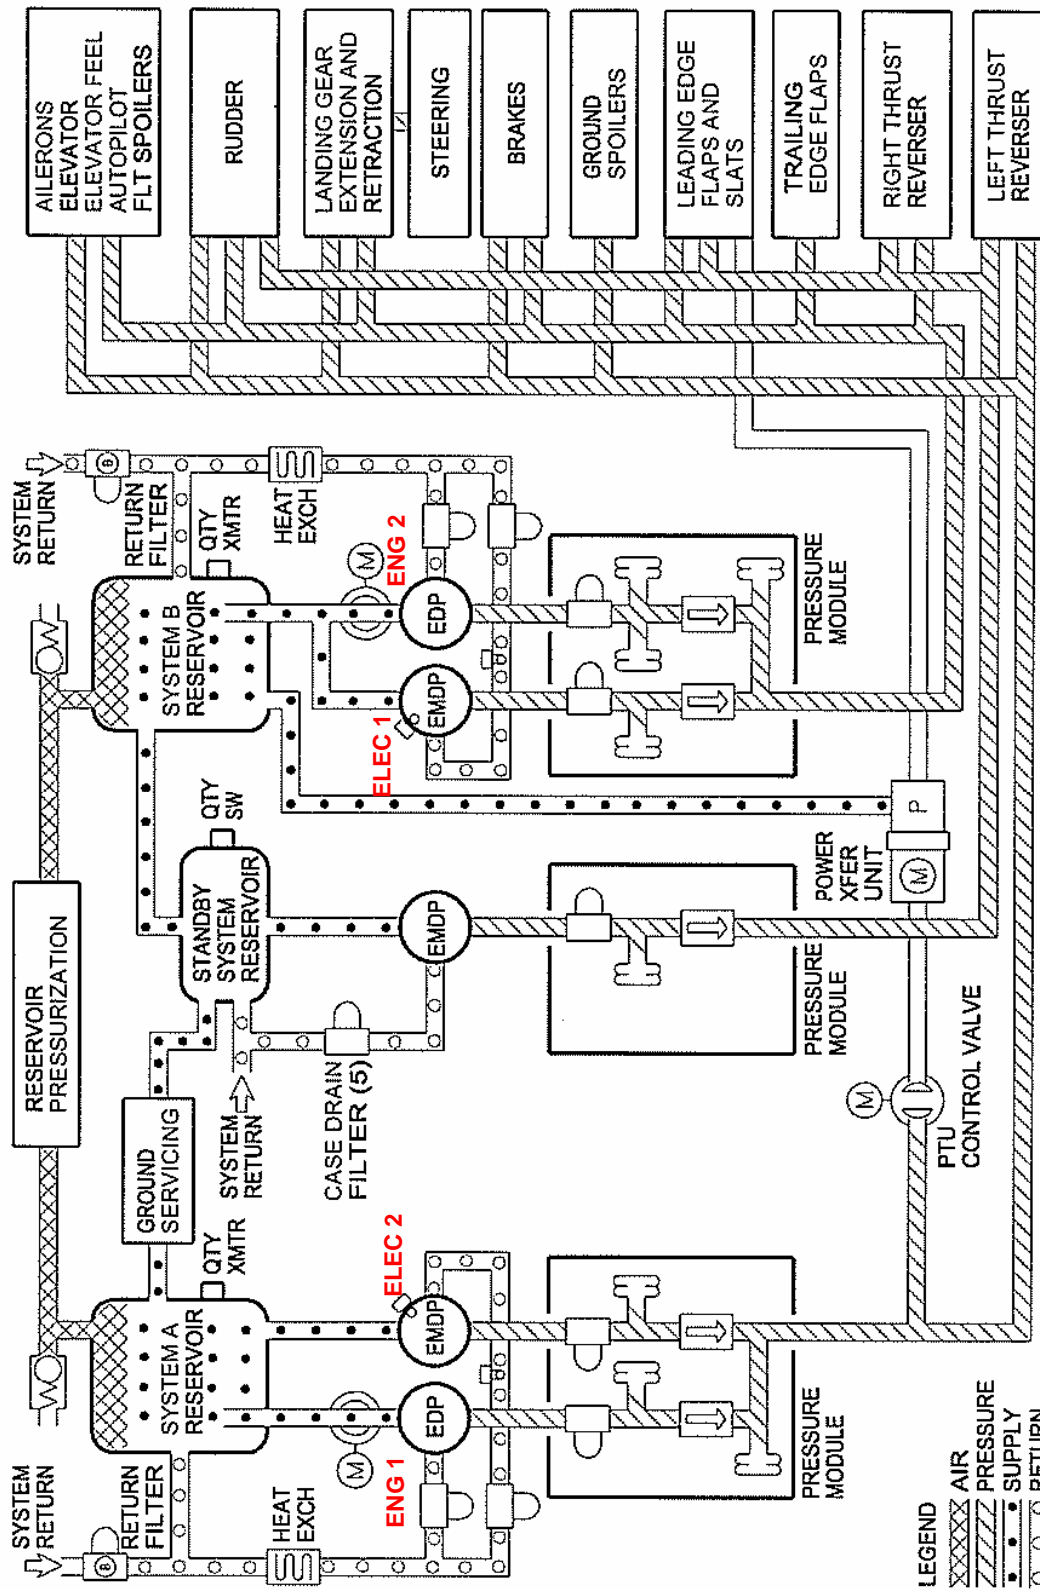 SYSTEM
RETURN
RETURN
FILTER
SYSTEM A
RESERVOIR
QTY
XMTR
HEAT
EXCH
M
ENG 1
EDP
EMDP
ELEC 2
PRESSURE
MODULE
RESERVOIR
PRESSURIZATION
GROUND
SERVICING
SYSTEM
RETURN
STANDBY
SYSTEM
RESERVOIR
QTY
SW
CASE DRAIN
FILTER (5)
EMDP
PRESSURE
MODULE
SYSTEM
RETURN
RETURN
FILTER
SYSTEM B
RESERVOIR
QTY
XMTR
HEAT
EXCH
M
ENG 2
EDP
EMDP
ELEC 1
PRESSURE
MODULE
M
PTU
CONTROL VALVE
POWER
XFER
UNIT
M
P
AILERONS
ELEVATOR
ELEVATOR FEEL
AUTOPILOT
FLT SPOILERS
RUDDER
LANDING GEAR
EXTENSION AND
RETRACTION
STEERING
BRAKES
GROUND
SPOILERS
LEADING EDGE
FLAPS AND
SLATS
TRAILING
EDGE FLAPS
RIGHT THRUST
REVERSER
LEFT THRUST
REVERSER
LEGEND
AIR
PRESSURE
SUPPLY
RETURN